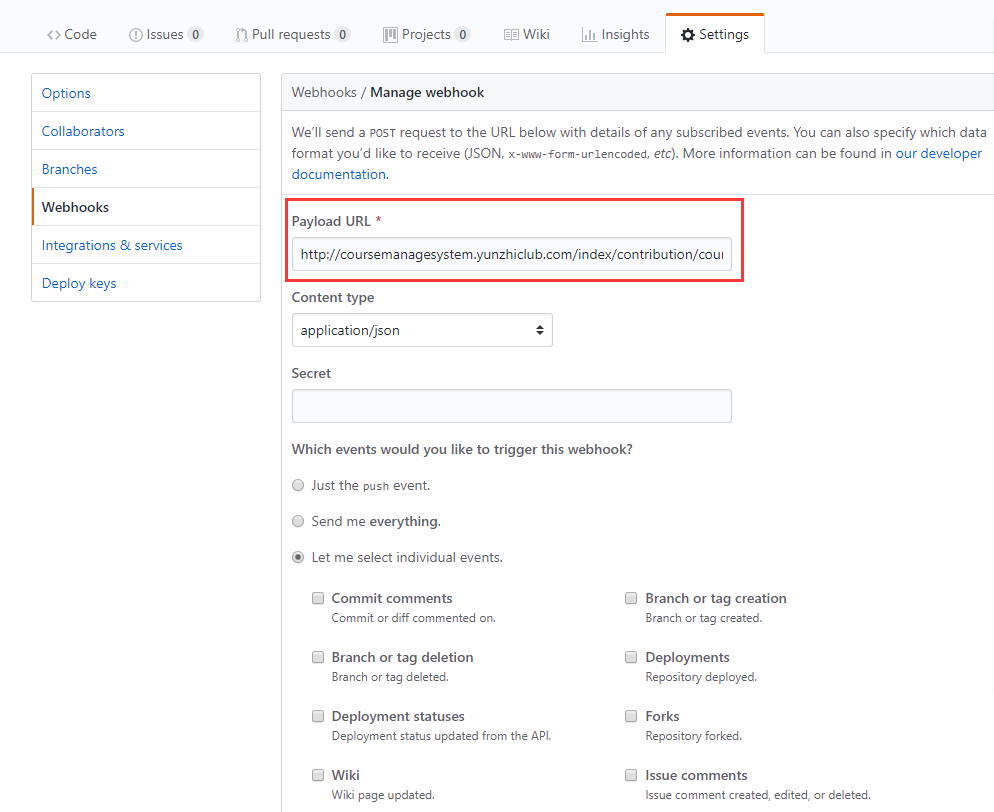 Code Issues 0 Pull requests 0 Projects 0 Wiki Insights Settings
Options
Collaborators
Branches
Webhooks
Integrations & services
Deploy keys
Webhooks / Manage webhook
We'll send a POST request to the URL below with details of any subscribed events. You can also specify which data
format you'd like to receive (JSON, x-www-form-urlencoded, etc). More information can be found in our developer
documentation.
Payload URL *
http://coursemanagesystem.yunzhiclub.com/index/contribution/cour
Content type
application/json
Secret
Which events would you like to trigger this webhook?
Just the push event.
Send me everything.
Let me select individual events.
Commit comments
Commit or diff commented on.
Branch or tag creation
Branch or tag created.
Branch or tag deletion
Branch or tag deleted.
Deployments
Repository deployed.
Deployment statuses
Deployment status updated from the API.
Forks
Repository forked.
Wiki
Wiki page updated.
Issue comments
Issue comment created, edited, or deleted.